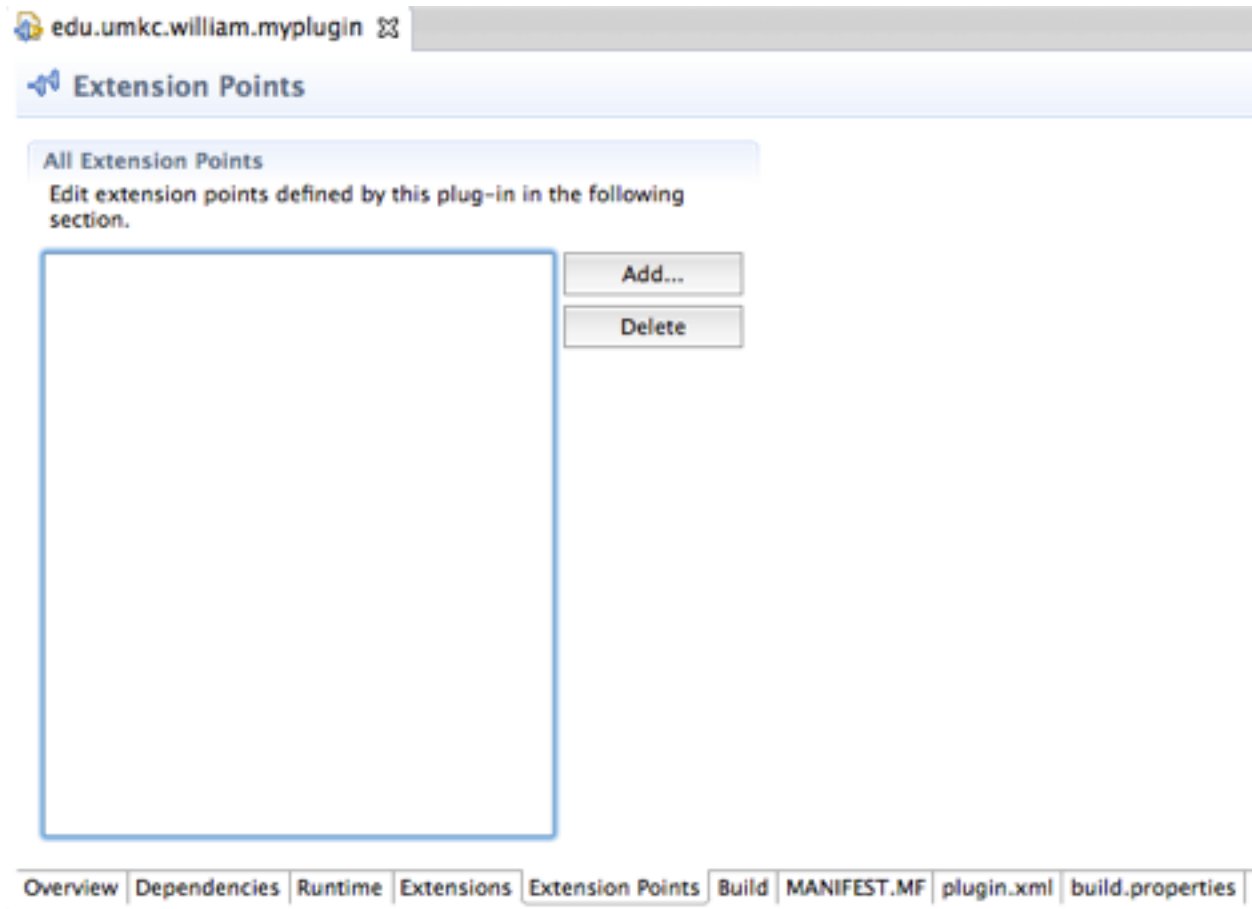 edu.umkc.william.myplugin
Extension Points
All Extension Points
Edit extension points defined by this plug-in in the following
section.
Add...
Delete
Overview Dependencies Runtime Extensions Extension Points Build MANIFEST.MF plugin.xml build.properties